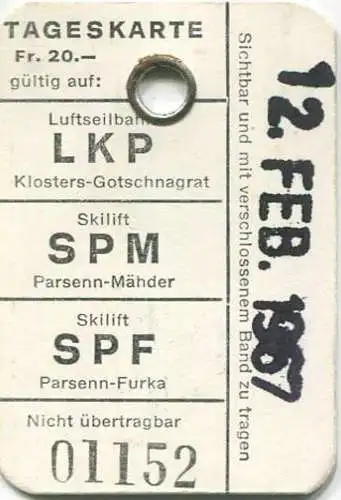 TAGESKARTE
Fr. 20.—
gültig auf:
Luftseilbahn
LKP
Klosters-Gotschnagrat
Skilift
SPM
Parsenn-Mähder
Skilift
SPF
Parsenn-Furka
Nicht übertragbar
01152
Sichtbar und mit verschlossenem Band zu tragen
12. FEB. 1967